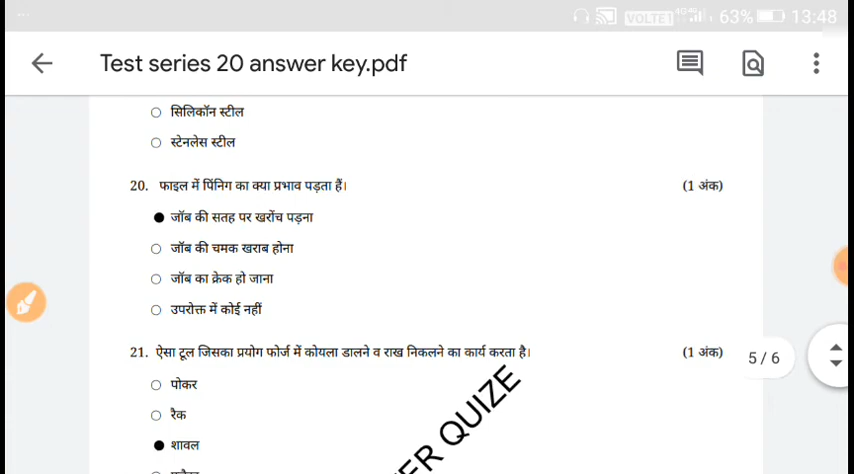 VOLTE1 4G 63% 13:48
Test series 20 answer key.pdf
सिलिकॉन स्टील
स्टेनलेस स्टील
20. फाइल में पिंनिग का क्या प्रभाव पड़ता हैं। (1 अंक)
जॉब की सतह पर खरोंच पड़ना
जॉब की चमक खराब होना
जॉब का क्रेक हो जाना
उपरोक्त में कोई नहीं
21. ऐसा टूल जिसका प्रयोग फोर्ज में कोयला डालने व राख निकलने का कार्य करता है। (1 अंक)
5 / 6
पोकर
रैक
शावल
ER QUIZE